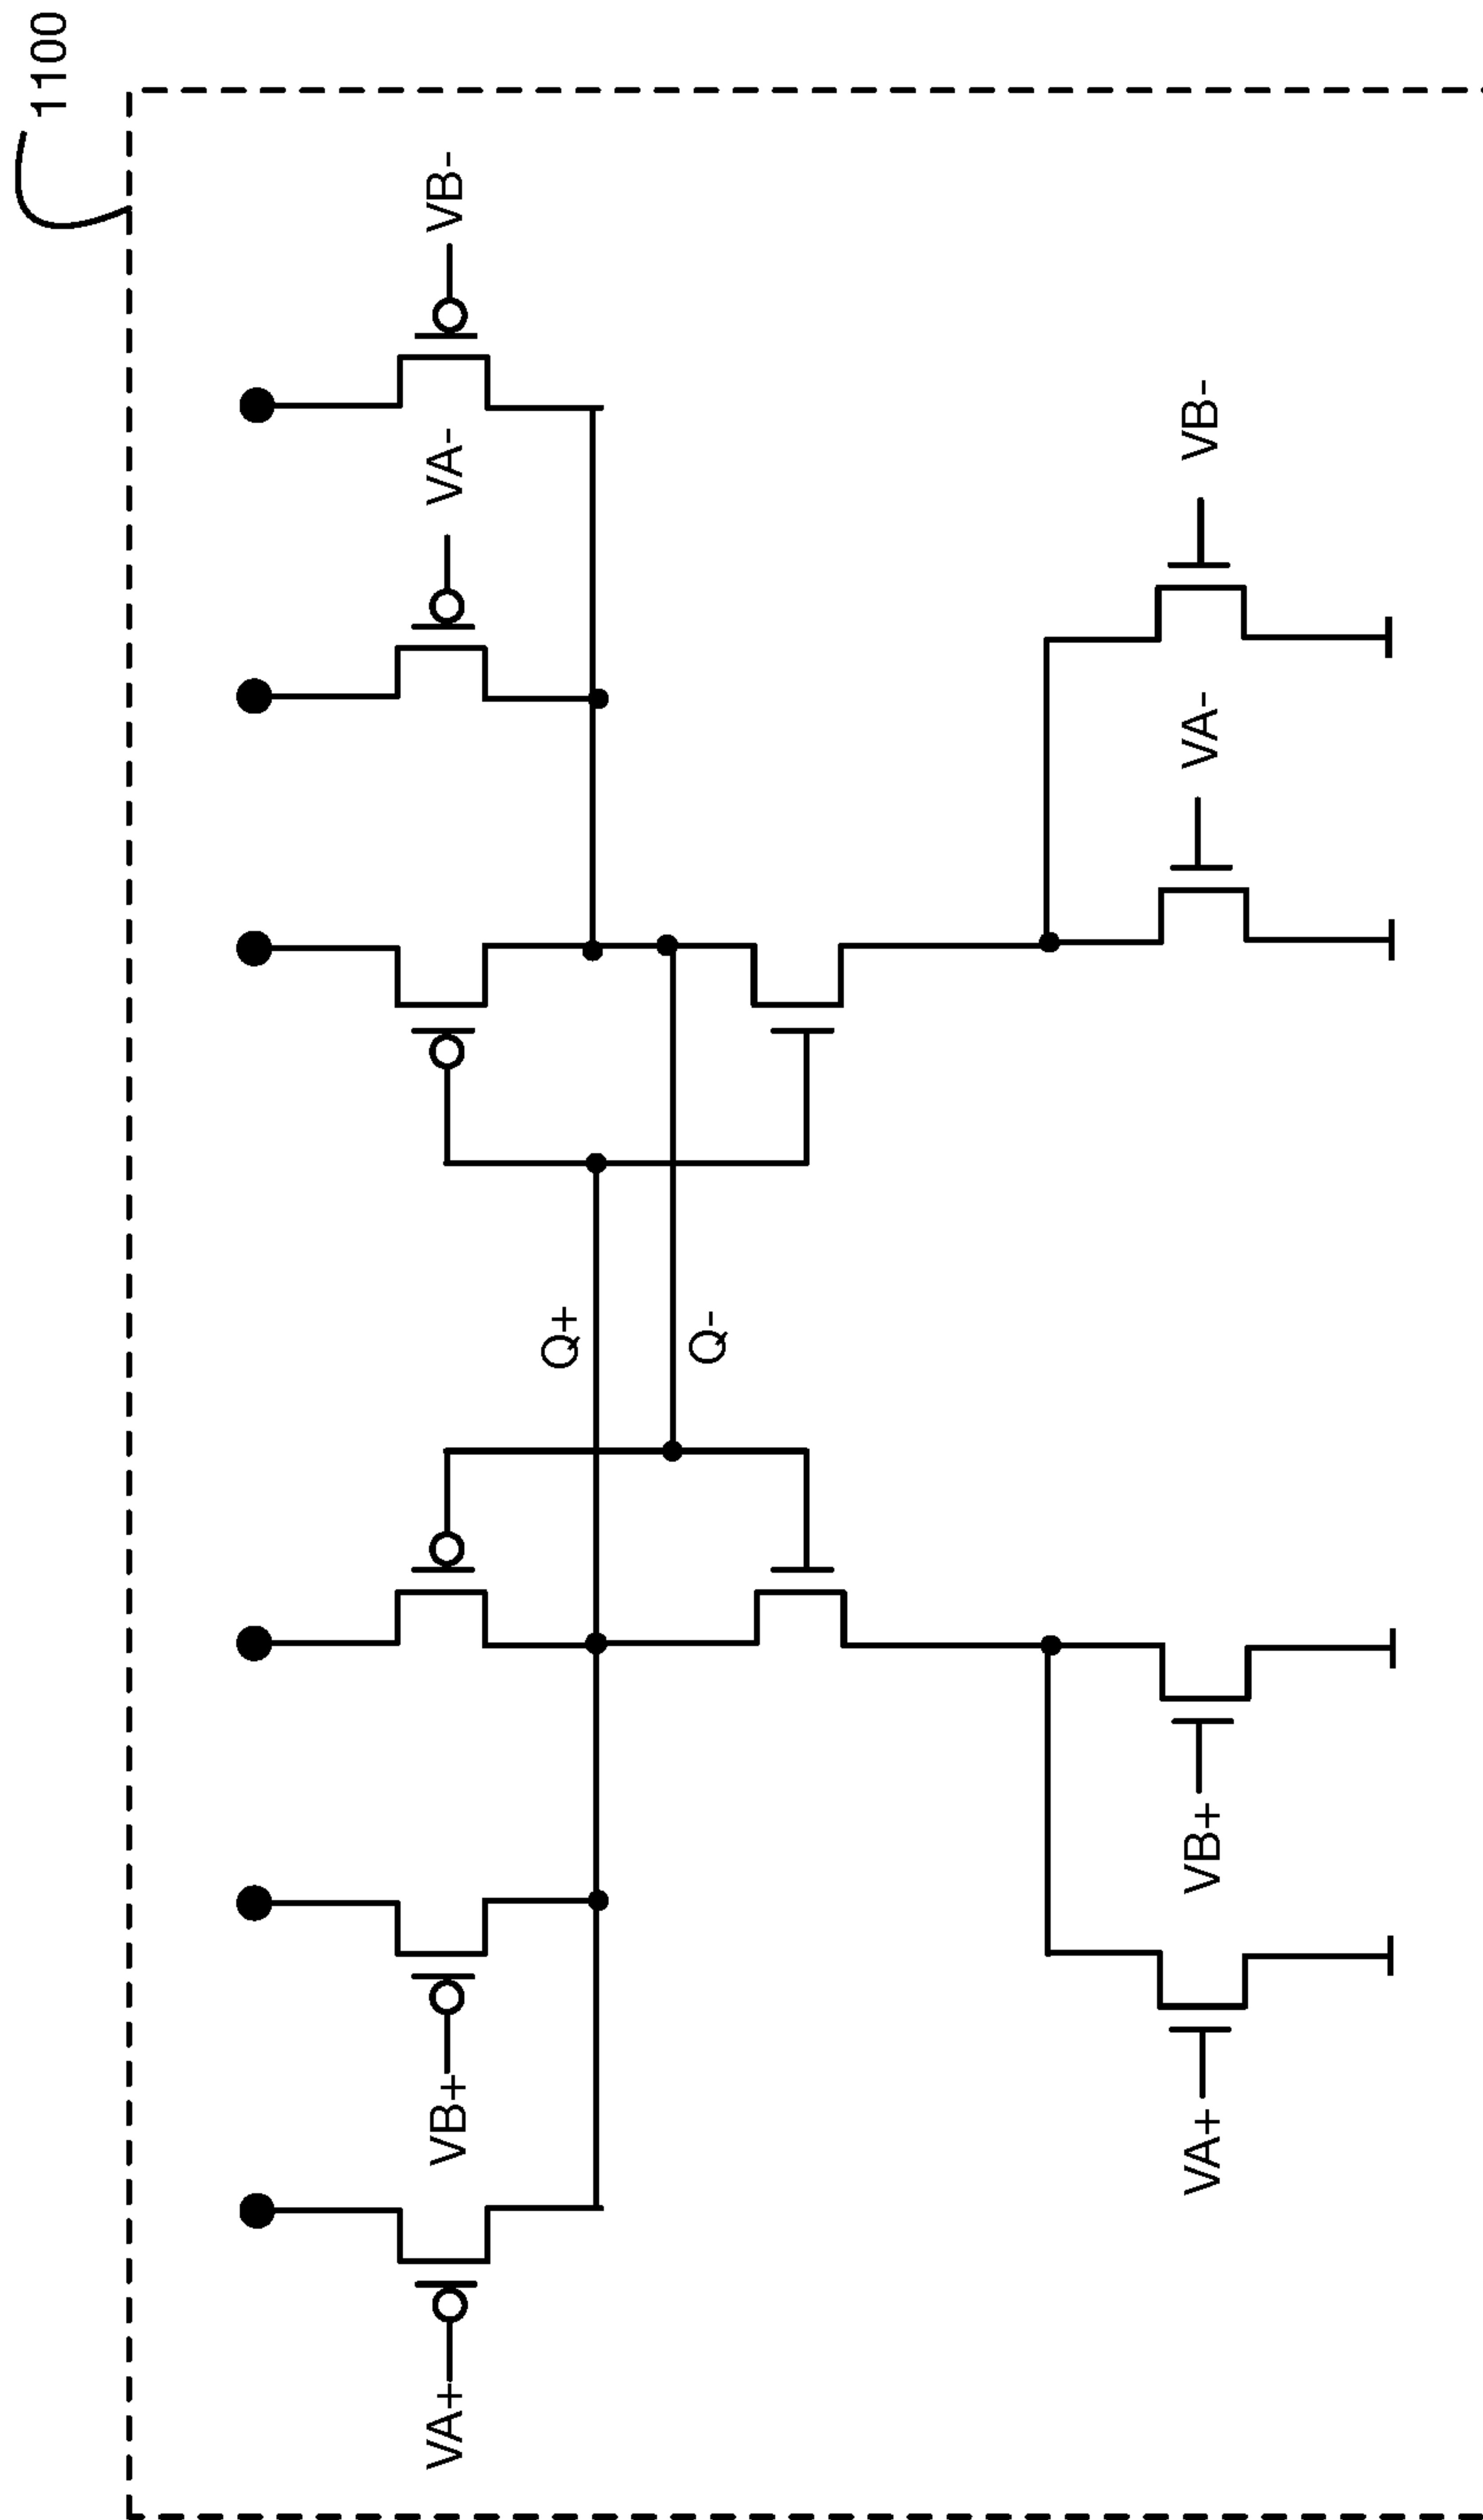 1100
VA+
VB+
VA-
VB-
Q+
Q-
VA+
VB+
VA-
VB-